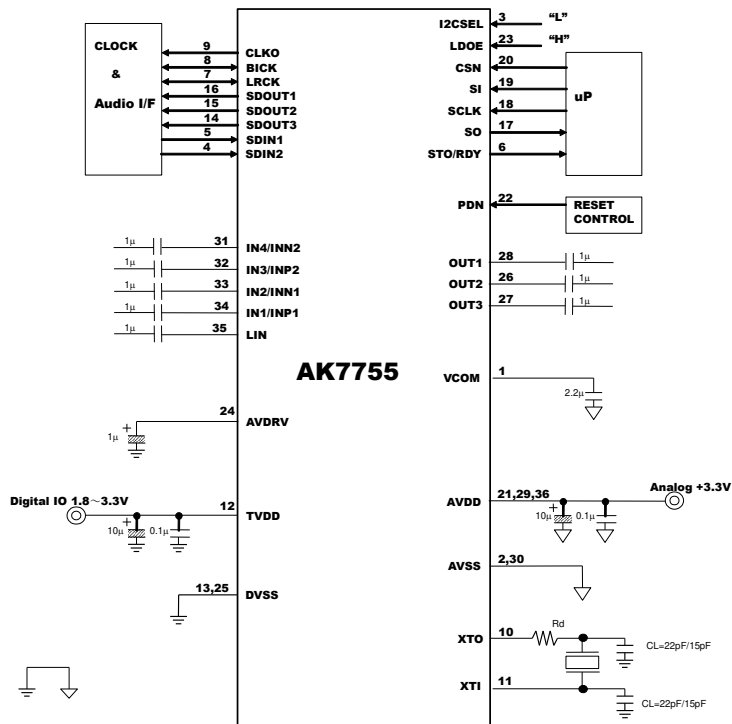 CLOCK
&
Audio I/F
9 CLKO
8 BICK
7 LRCK
16 SDOUT1
15 SDOUT2
14 SDOUT3
5 SDIN1
4 SDIN2
I2CSEL 3 “L”
LDOE 23 “H”
CSN 20
SI 19
SCLK 18
SO 17
STO/RDY 6
uP
PDN 22
RESET
CONTROL
1μ 31 IN4/INN2
1μ 32 IN3/INP2
1μ 33 IN2/INN1
1μ 34 IN1/INP1
1μ 35 LIN
OUT1 28 1μ
OUT2 26 1μ
OUT3 27 1μ
AK7755
VCOM 1
2.2μ
24 AVDRV
+
1μ
Digital IO 1.8～3.3V
12 TVDD
+
10μ 0.1μ
AVDD 21,29,36
Analog +3.3V
+
10μ 0.1μ
AVSS 2,30
13,25 DVSS
XTO 10 Rd
CL=22pF/15pF
XTI 11
CL=22pF/15pF